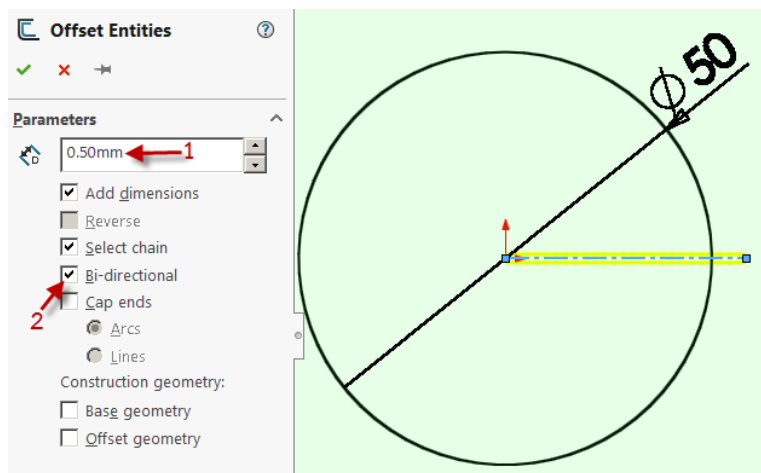 Offset Entities
Parameters
0.50mm 1
Add dimensions
Reverse
Select chain
Bi-directional
2
Cap ends
Arcs
Lines
Construction geometry:
Base geometry
Offset geometry
D
ϕ 50